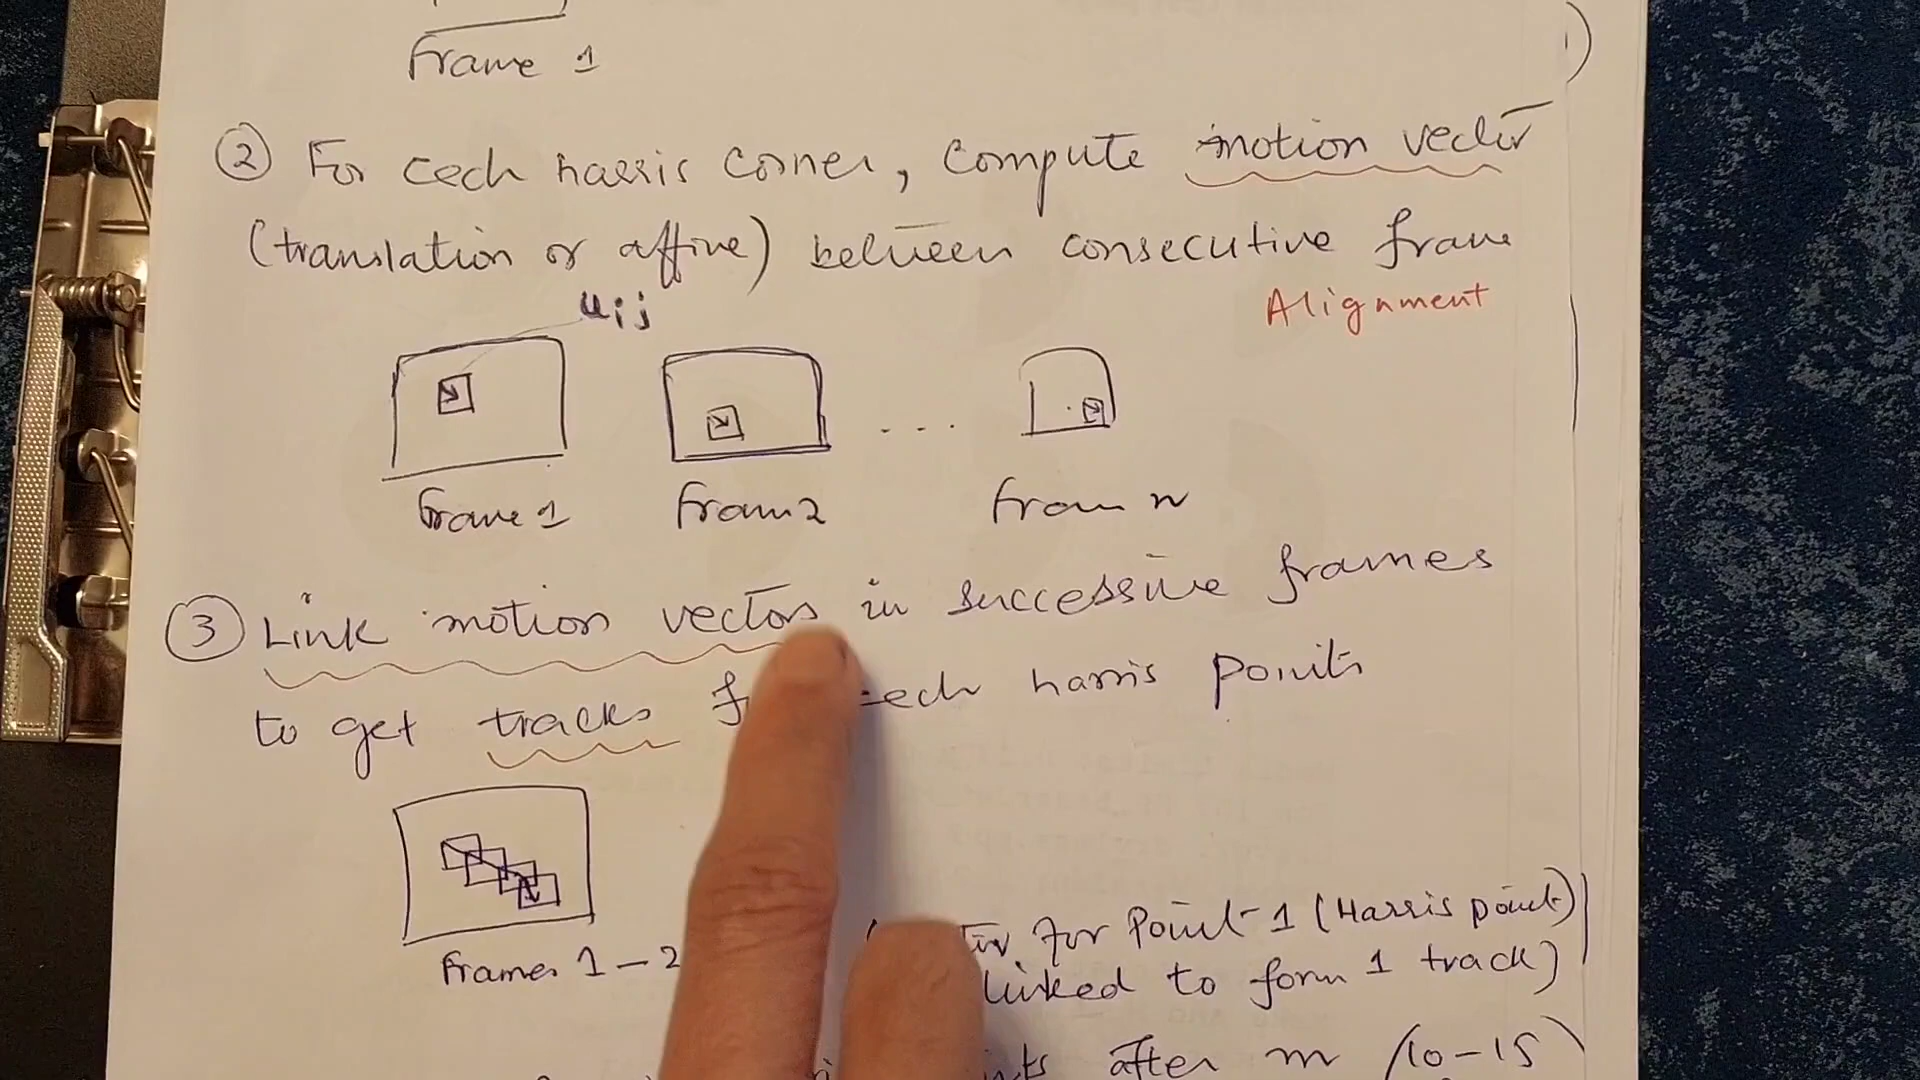 Frame 1
② For each harris corner, compute motion vector
(translation or affine) between consecutive frame
Alignment
uij
Frame 1 Fram 2 ... Fram n
③ Link motion vectors in successive frames
to get tracks each harris points
Frames 1-2
for Point-1 (Harris point)
linked to form 1 track)
after m (10-15